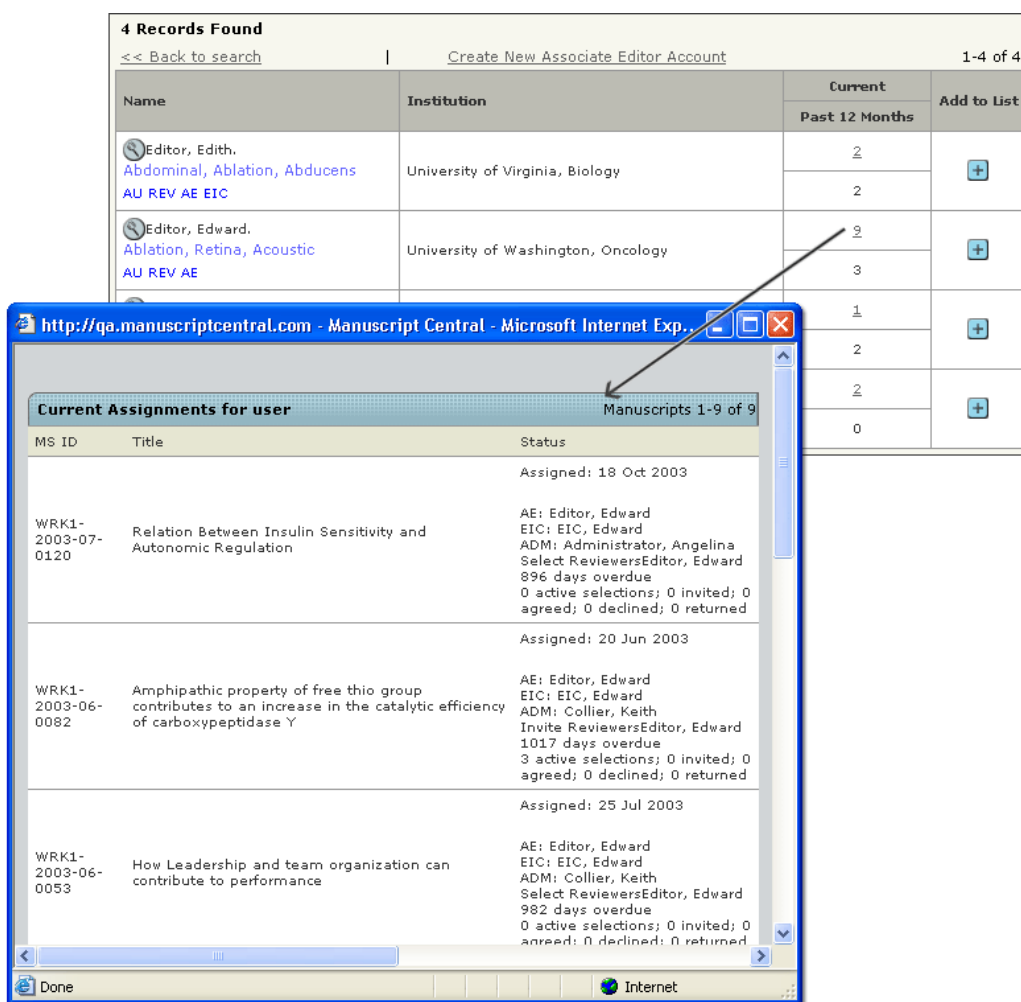 4 Records Found
<< Back to search | Create New Associate Editor Account 1-4 of 4
Name Institution Current Add to List
Past 12 Months
Editor, Edith.
Abdominal, Ablation, Abducens
AU REV AE EIC
University of Virginia, Biology
2
2
Editor, Edward.
Ablation, Retina, Acoustic
AU REV AE
University of Washington, Oncology
9
3
1
2
2
0
http://qa.manuscriptcentral.com - Manuscript Central - Microsoft Internet Exp...
Current Assignments for user Manuscripts 1-9 of 9
MS ID Title Status
WRK1-
2003-07-
0120
Relation Between Insulin Sensitivity and
Autonomic Regulation
Assigned: 18 Oct 2003
AE: Editor, Edward
EIC: EIC, Edward
ADM: Administrator, Angelina
Select ReviewersEditor, Edward
896 days overdue
0 active selections; 0 invited; 0
agreed; 0 declined; 0 returned
WRK1-
2003-06-
0082
Amphipathic property of free thio group
contributes to an increase in the catalytic efficiency
of carboxypeptidase Y
Assigned: 20 Jun 2003
AE: Editor, Edward
EIC: EIC, Edward
ADM: Collier, Keith
Invite ReviewersEditor, Edward
1017 days overdue
3 active selections; 0 invited; 0
agreed; 0 declined; 0 returned
WRK1-
2003-06-
0053
How Leadership and team organization can
contribute to performance
Assigned: 25 Jul 2003
AE: Editor, Edward
EIC: EIC, Edward
ADM: Collier, Keith
Select ReviewersEditor, Edward
982 days overdue
0 active selections; 0 invited; 0
agreed; 0 declined; 0 returned
Done Internet